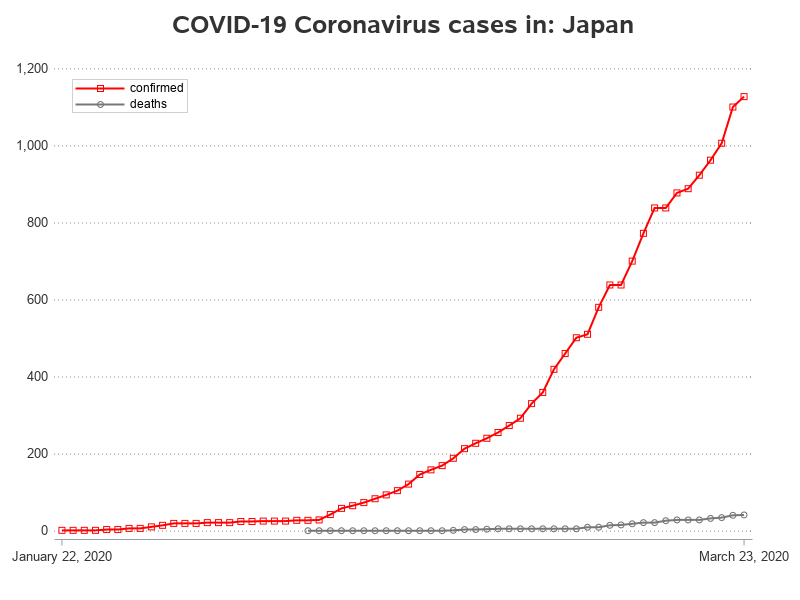 COVID-19 Coronavirus cases in: Japan
1,200
confirmed
deaths
1,000
800
600
400
200
0
January 22, 2020
March 23, 2020